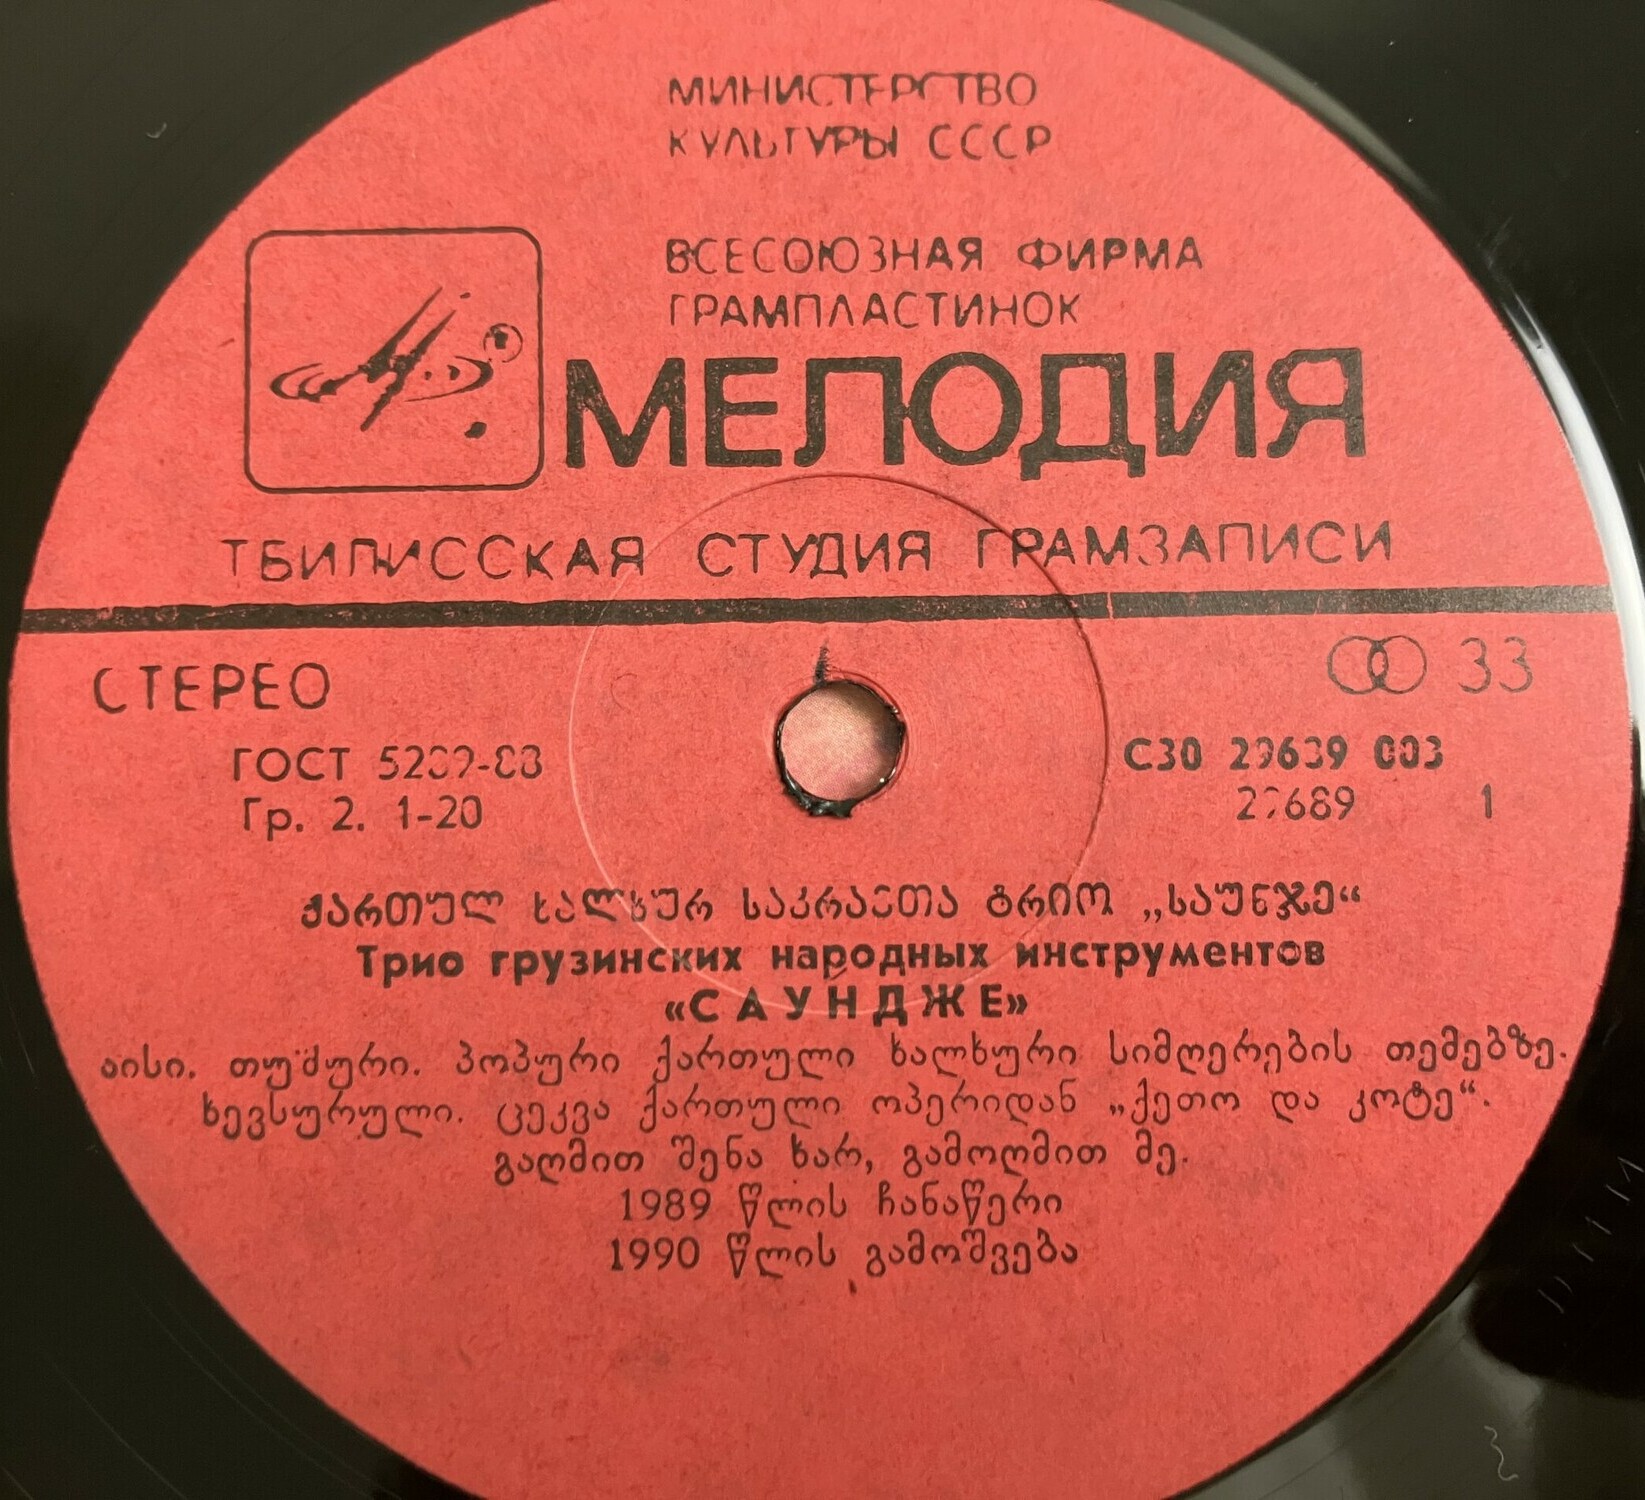 МИНИСТЕРСТВО
КУЛЬТУРЫ СССР
ВСЕСОЮЗНАЯ ФИРМА
ГРАМПЛАСТИНОК
МЕЛОДИЯ
ТБИЛИССКАЯ СТУДИЯ ГРАМЗАПИСИ
СТЕРЕО
33
ГОСТ 5289-88
С30 29689 003
Гр. 2. 1-20
29689 1
ქართულ ხალხურ საკრავთა ტრიო „საუნჯე“
Трио грузинских народных инструментов
«САУНДЖЕ»
აისი. თუშური. პოპური ქართული ხალხური სიმღერების თემებზე.
ხევსურული. ცეკვა ქართული ოპერიდან „ქეთო და კოტე“.
გაღმით შენა ხარ, გამოღმით მე.
1989 წლის ჩანაწერი
1990 წლის გამოშვება